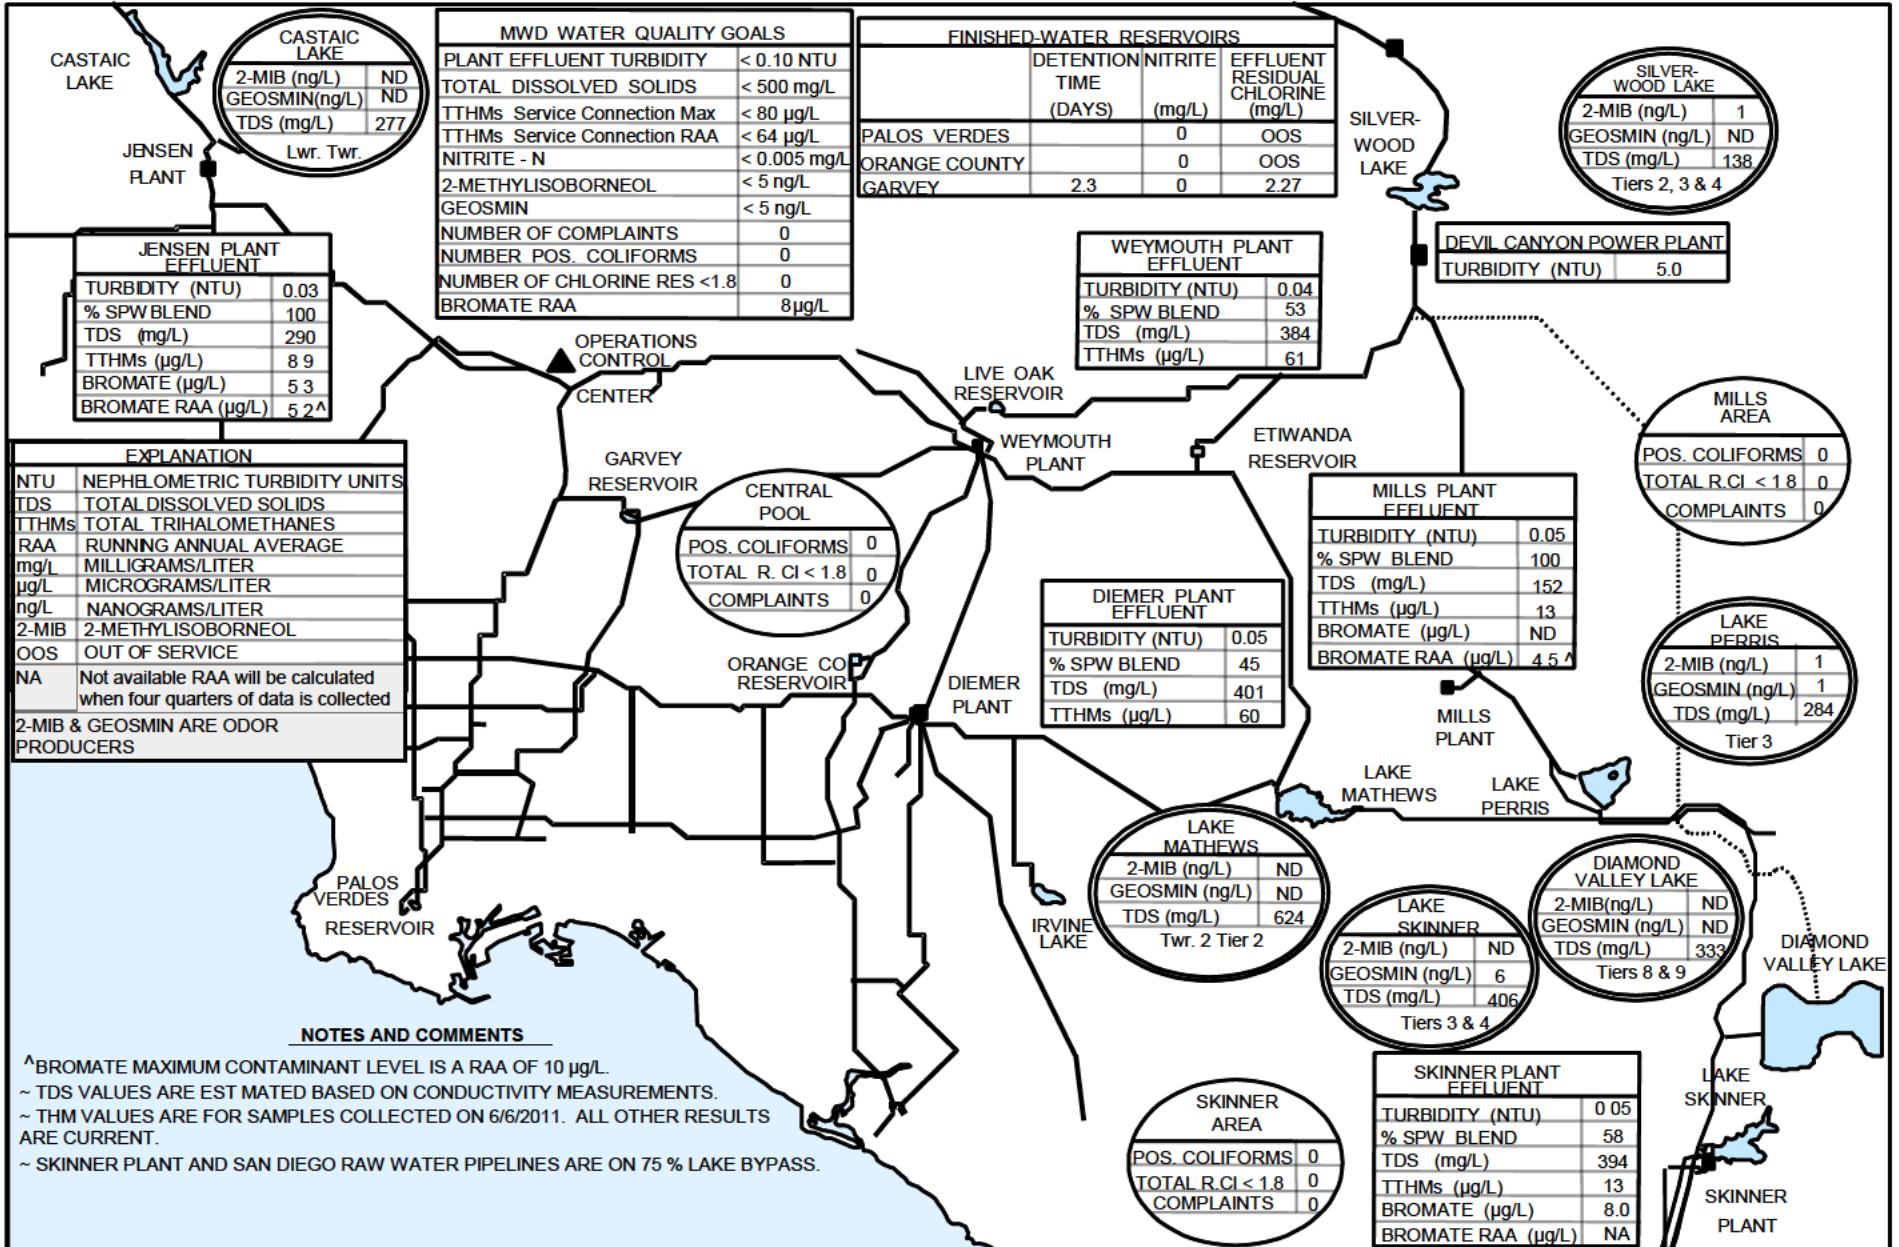 CASTAIC
LAKE
CASTAIC
LAKE
2-MIB (ng/L) ND
GEOSMIN(ng/L) ND
TDS (mg/L) 277
Lwr. Twr.
JENSEN
PLANT
MWD WATER QUALITY GOALS
PLANT EFFLUENT TURBIDITY < 0.10 NTU
TOTAL DISSOLVED SOLIDS < 500 mg/L
TTHMs Service Connection Max < 80 µg/L
TTHMs Service Connection RAA < 64 µg/L
NITRITE - N < 0.005 mg/L
2-METHYLISOBORNEOL < 5 ng/L
GEOSMIN < 5 ng/L
NUMBER OF COMPLAINTS 0
NUMBER POS. COLIFORMS 0
NUMBER OF CHLORINE RES <1.8 0
BROMATE RAA 8µg/L
FINISHED-WATER RESERVOIRS
DETENTION NITRITE EFFLUENT
TIME RESIDUAL
CHLORINE
(DAYS) (mg/L) (mg/L)
PALOS VERDES 0 OOS
ORANGE COUNTY 0 OOS
GARVEY 2.3 0 2.27
SILVER-
WOOD
LAKE
SILVER-
WOOD LAKE
2-MIB (ng/L) 1
GEOSMIN (ng/L) ND
TDS (mg/L) 138
Tiers 2, 3 & 4
DEVIL CANYON POWER PLANT
TURBIDITY (NTU) 5.0
JENSEN PLANT
EFFLUENT
TURBIDITY (NTU) 0.03
% SPW BLEND 100
TDS (mg/L) 290
TTHMs (µg/L) 8 9
BROMATE (µg/L) 5 3
BROMATE RAA (µg/L) 5 2^
WEYMOUTH PLANT
EFFLUENT
TURBIDITY (NTU) 0.04
% SPW BLEND 53
TDS (mg/L) 384
TTHMs (µg/L) 61
OPERATIONS
CONTROL
CENTER
LIVE OAK
RESERVOIR
WEYMOUTH
PLANT
ETIWANDA
RESERVOIR
GARVEY
RESERVOIR
MILLS
AREA
POS. COLIFORMS 0
TOTAL R.Cl < 1 8 0
COMPLAINTS 0
EXPLANATION
NTU NEPHELOMETRIC TURBIDITY UNITS
TDS TOTAL DISSOLVED SOLIDS
TTHMs TOTAL TRIHALOMETHANES
RAA RUNNING ANNUAL AVERAGE
mg/L MILLIGRAMS/LITER
µg/L MICROGRAMS/LITER
ng/L NANOGRAMS/LITER
2-MIB 2-METHYLISOBORNEOL
OOS OUT OF SERVICE
NA Not available RAA will be calculated
when four quarters of data is collected
2-MIB & GEOSMIN ARE ODOR
PRODUCERS
CENTRAL
POOL
POS. COLIFORMS 0
TOTAL R. Cl < 1.8 0
COMPLAINTS 0
MILLS PLANT
EFFLUENT
TURBIDITY (NTU) 0.05
% SPW BLEND 100
TDS (mg/L) 152
TTHMs (µg/L) 13
BROMATE (µg/L) ND
BROMATE RAA (µg/L) 4 5 ^
DIEMER PLANT
EFFLUENT
TURBIDITY (NTU) 0.05
% SPW BLEND 45
TDS (mg/L) 401
TTHMs (µg/L) 60
LAKE
PERRIS
2-MIB (ng/L) 1
GEOSMIN (ng/L) 1
TDS (mg/L) 284
Tier 3
ORANGE CO
RESERVOIR
DIEMER
PLANT
MILLS
PLANT
LAKE
MATHEWS
LAKE
PERRIS
LAKE
MATHEWS
2-MIB (ng/L) ND
GEOSMIN (ng/L) ND
TDS (mg/L) 624
Twr. 2 Tier 2
DIAMOND
VALLEY LAKE
2-MIB(ng/L) ND
GEOSMIN (ng/L) ND
TDS (mg/L) 333
Tiers 8 & 9
LAKE
SKINNER
2-MIB (ng/L) ND
GEOSMIN (ng/L) 6
TDS (mg/L) 406
Tiers 3 & 4
DIAMOND
VALLEY LAKE
PALOS
VERDES
RESERVOIR
IRVINE
LAKE
NOTES AND COMMENTS
^BROMATE MAXIMUM CONTAMINANT LEVEL IS A RAA OF 10 µg/L.
~ TDS VALUES ARE EST MATED BASED ON CONDUCTIVITY MEASUREMENTS.
~ THM VALUES ARE FOR SAMPLES COLLECTED ON 6/6/2011. ALL OTHER RESULTS
ARE CURRENT.
~ SKINNER PLANT AND SAN DIEGO RAW WATER PIPELINES ARE ON 75 % LAKE BYPASS.
SKINNER
AREA
POS. COLIFORMS 0
TOTAL R.Cl < 1.8 0
COMPLAINTS 0
SKINNER PLANT
EFFLUENT
TURBIDITY (NTU) 0 05
% SPW BLEND 58
TDS (mg/L) 394
TTHMs (µg/L) 13
BROMATE (µg/L) 8.0
BROMATE RAA (µg/L) NA
LAKE
SKINNER
SKINNER
PLANT